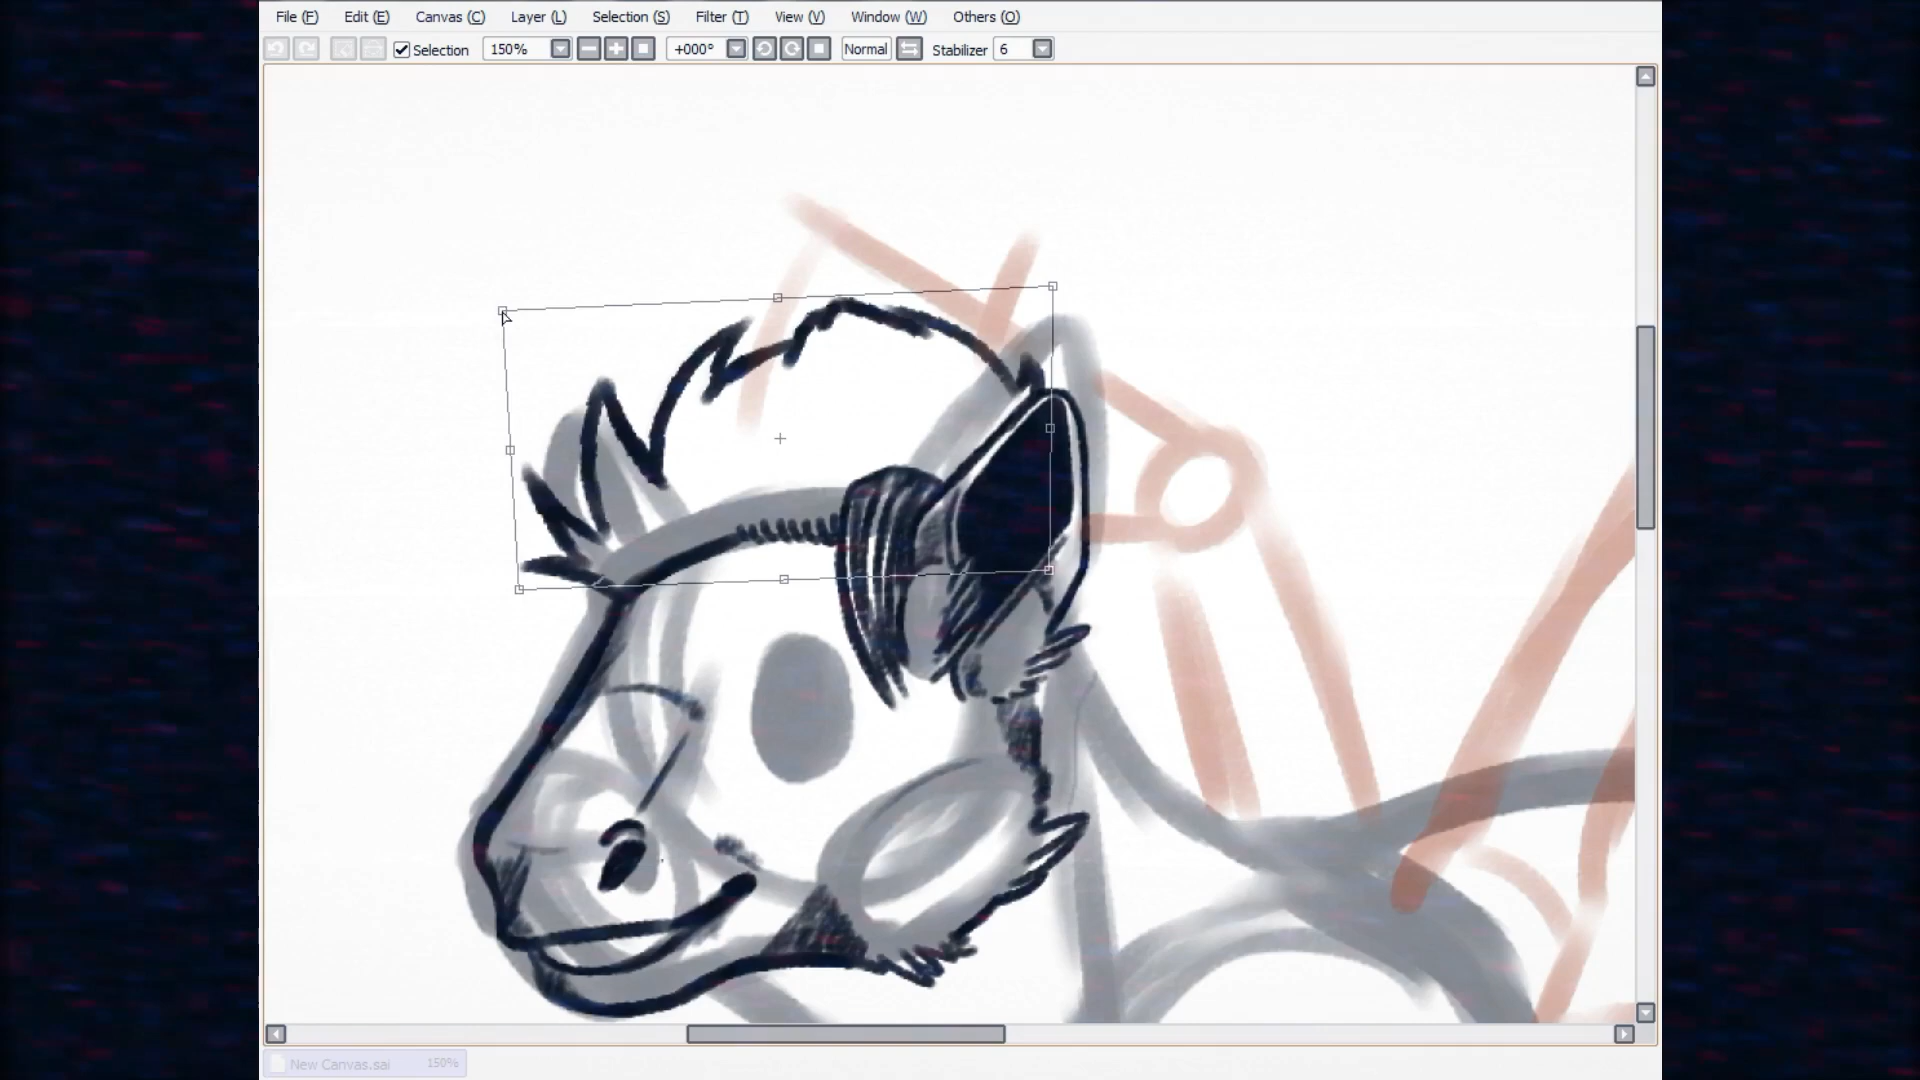 File (F) Edit (E) Canvas (C) Layer (L) Selection (S) Filter (T) View (V) Window (W) Others (O)
Selection 150% +000° Normal Stabilizer 6
New Canvas.sai 150%